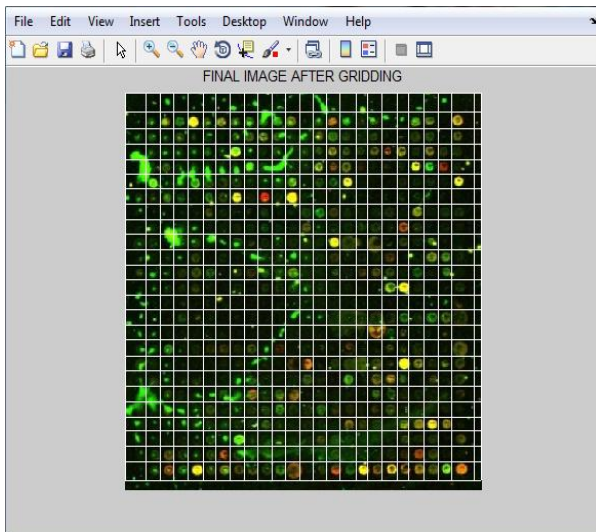 File Edit View Insert Tools Desktop Window Help
FINAL IMAGE AFTER GRIDDING